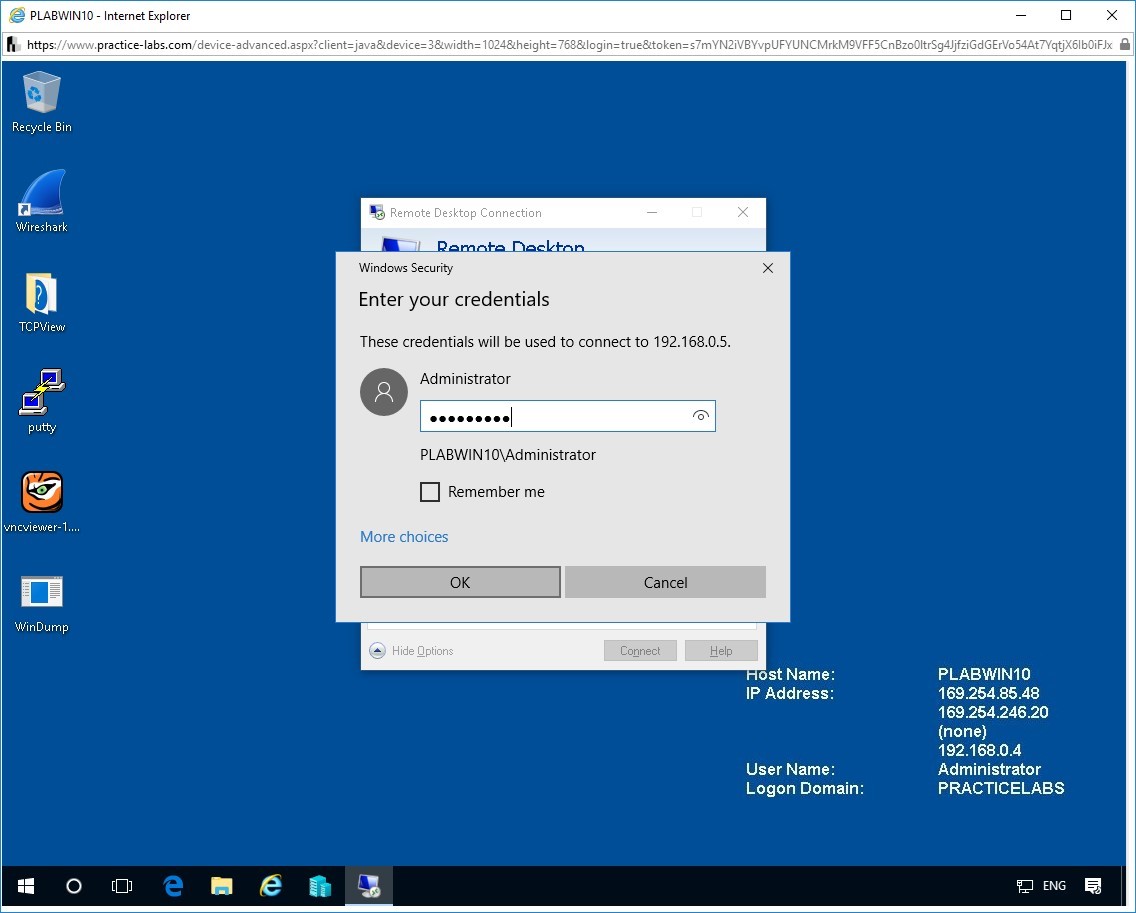 PLABWIN10 - Internet Explorer
https://www.practice-labs.com/device-advanced.aspx?client=java&device=3&width=1024&height=768&login=true&token=s7mYN2iVBYvpUFYUNCMrkM9VFF5CnBzo0ItrSg4JjfziGdGErVo54At7YqtjX6Ib0iFJx
Recycle Bin
Wireshark
TCPView
putty
vncviewer-1....
WinDump
Remote Desktop Connection
Remote Desktop
Windows Security
Enter your credentials
These credentials will be used to connect to 192.168.0.5.
Administrator
PLABWIN10\Administrator
Remember me
More choices
OK Cancel
Hide Options Connect Help
Host Name: PLABWIN10
IP Address: 169.254.85.48
169.254.246.20
(none)
192.168.0.4
User Name: Administrator
Logon Domain: PRACTICELABS
ENG